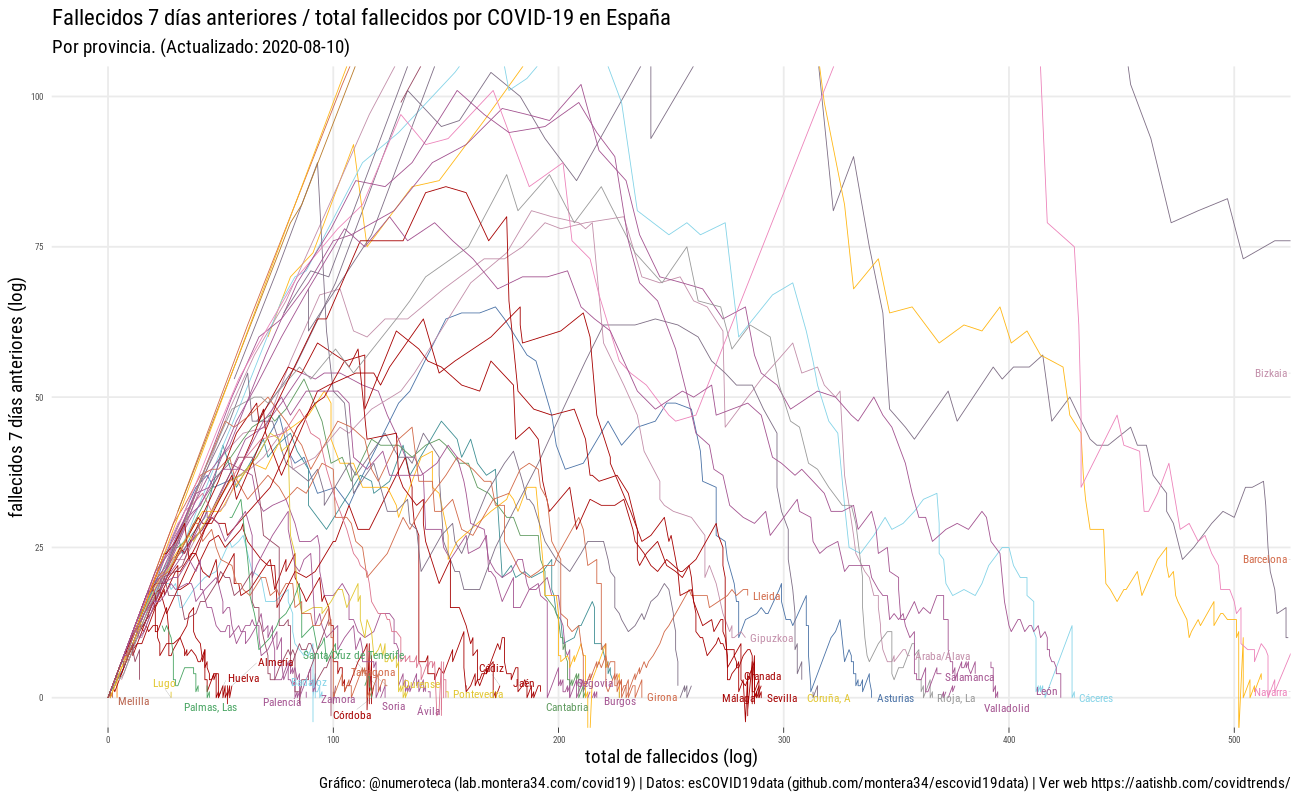 Fallecidos 7 días anteriores / total fallecidos por COVID-19 en España
Por provincia. (Actualizado: 2020-08-10)
fallecidos 7 días anteriores (log)
100
75
50
25
0
Bizkaia
Barcelona
Lleida
Gipuzkoa
Santa Cruz de Tenerife
Araba/Álava
Almería
Cádiz
Tarragona
Huelva
Granada
Salamanca
Lugo
Ourense
Jaén
Segovia
León
Navarra
Melilla
Palmas, Las
Palencia
Zamora
Pontevedra
Girona
Málaga
Sevilla
Coruña, A
Asturias
Rioja, La
Cáceres
Soria
Ávila
Córdoba
Cantabria
Burgos
Valladolid
0
100
200
300
400
500
total de fallecidos (log)
Gráfico: @numeroteca (lab.montera34.com/covid19) | Datos: esCOVID19data (github.com/montera34/escovid19data) | Ver web https://aatishb.com/covidtrends/